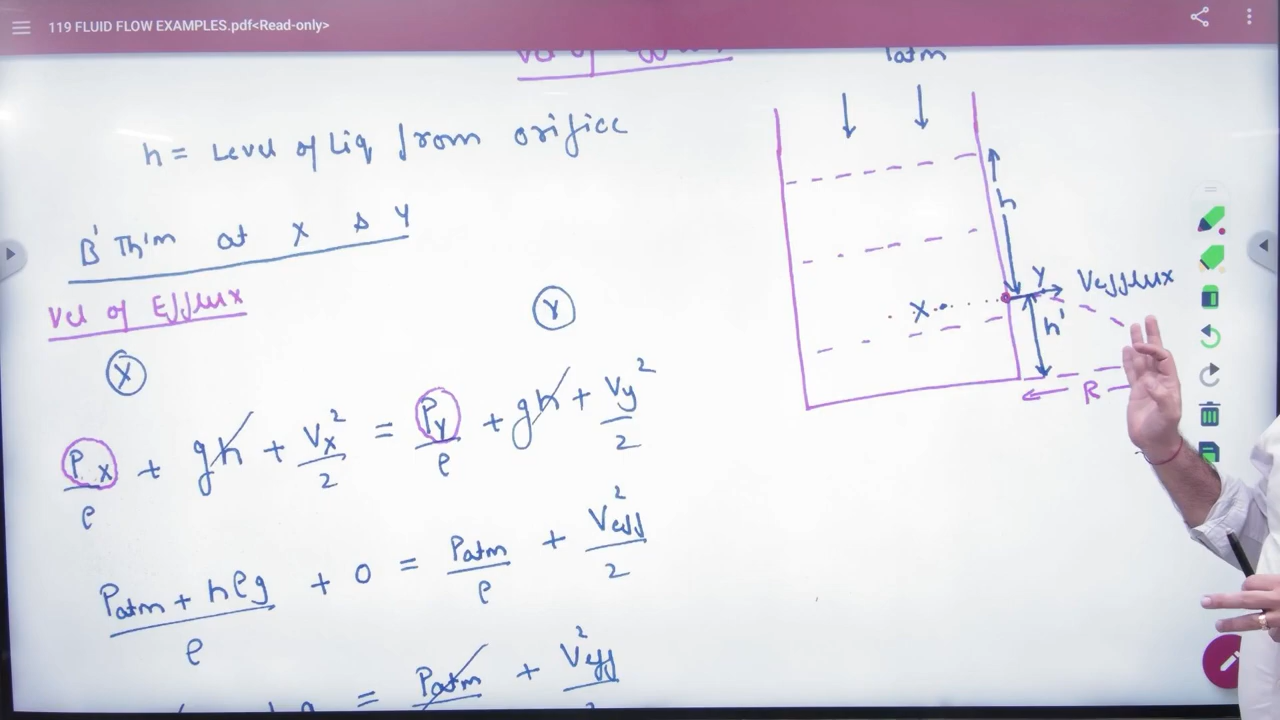 119 FLUID FLOW EXAMPLES.pdf<Read-only>
Patm
h = Level of Liq from orifice
B' Th'm at X & Y
Vel of Efflux
X
Y
Px/ρ + gh + Vx²/2 = Py/ρ + gh + Vy²/2
Patm + hρg/ρ + 0 = Patm/ρ + Veff²/2
= Patm + Veff²
h
Y
Vefflux
X
h'
R